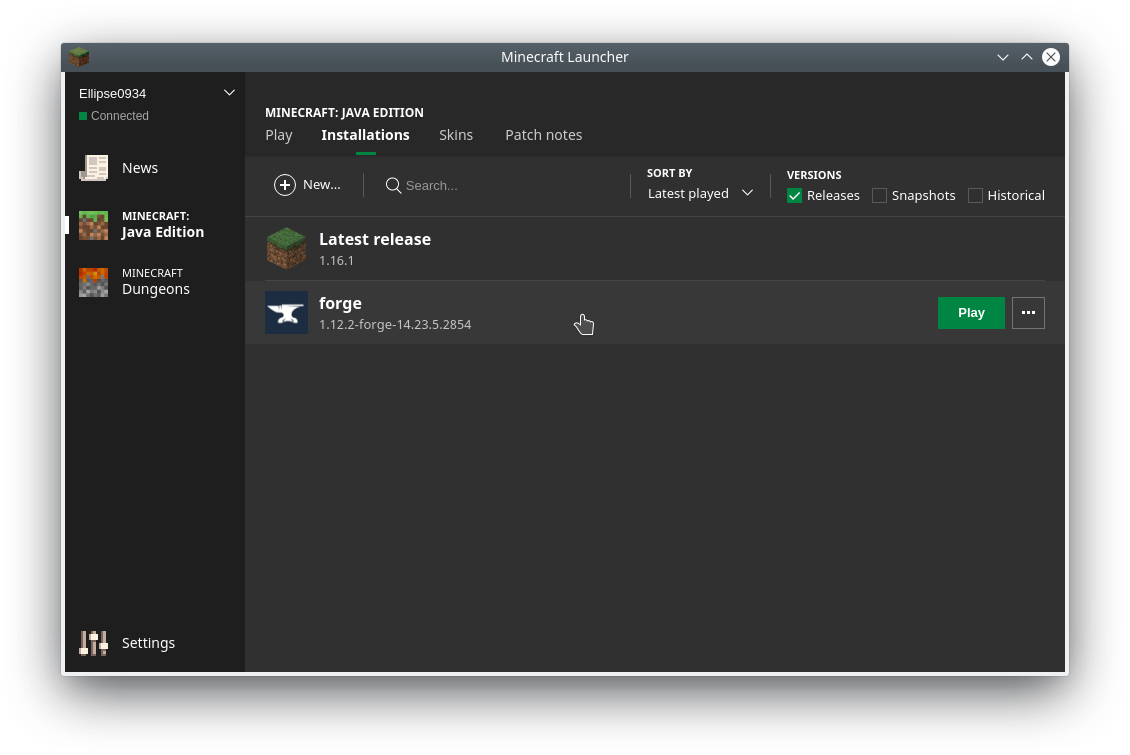 Minecraft Launcher
Ellipse0934
Connected
News
MINECRAFT:
Java Edition
MINECRAFT
Dungeons
Settings
MINECRAFT: JAVA EDITION
Play Installations Skins Patch notes
New... Search...
SORT BY
Latest played
VERSIONS
Releases Snapshots Historical
Latest release
1.16.1
forge
1.12.2-forge-14.23.5.2854
Play ...